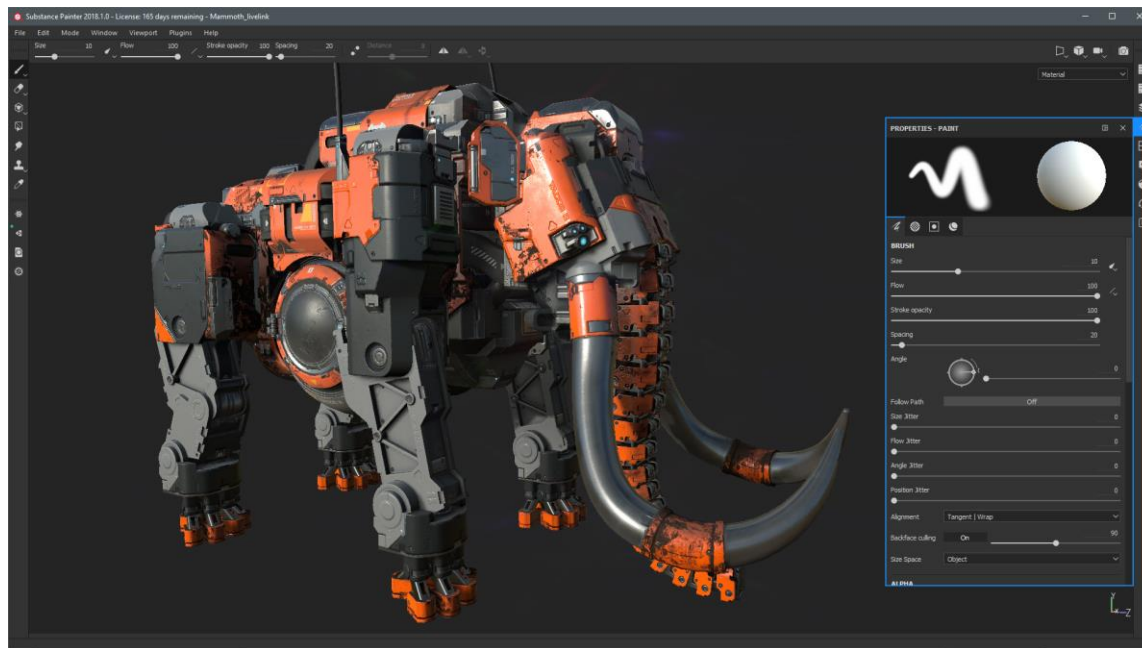 Substance Painter 2018.1.0 - License: 165 days remaining - Mammoth_livelink
File Edit Mode Window Viewport Plugins Help
Size 10 Flow 100 Stroke opacity 100 Spacing 20 Distance 8
Material
PROPERTIES - PAINT
BRUSH
Size 10
Flow 100
Stroke opacity 100
Spacing 20
Angle 0
Follow Path Off
Size Jitter 0
Flow Jitter 0
Angle Jitter 0
Position Jitter 0
Alignment Tangent | Wrap
Backface culling On 90
Size Space Object
ALPHA
Y
Z